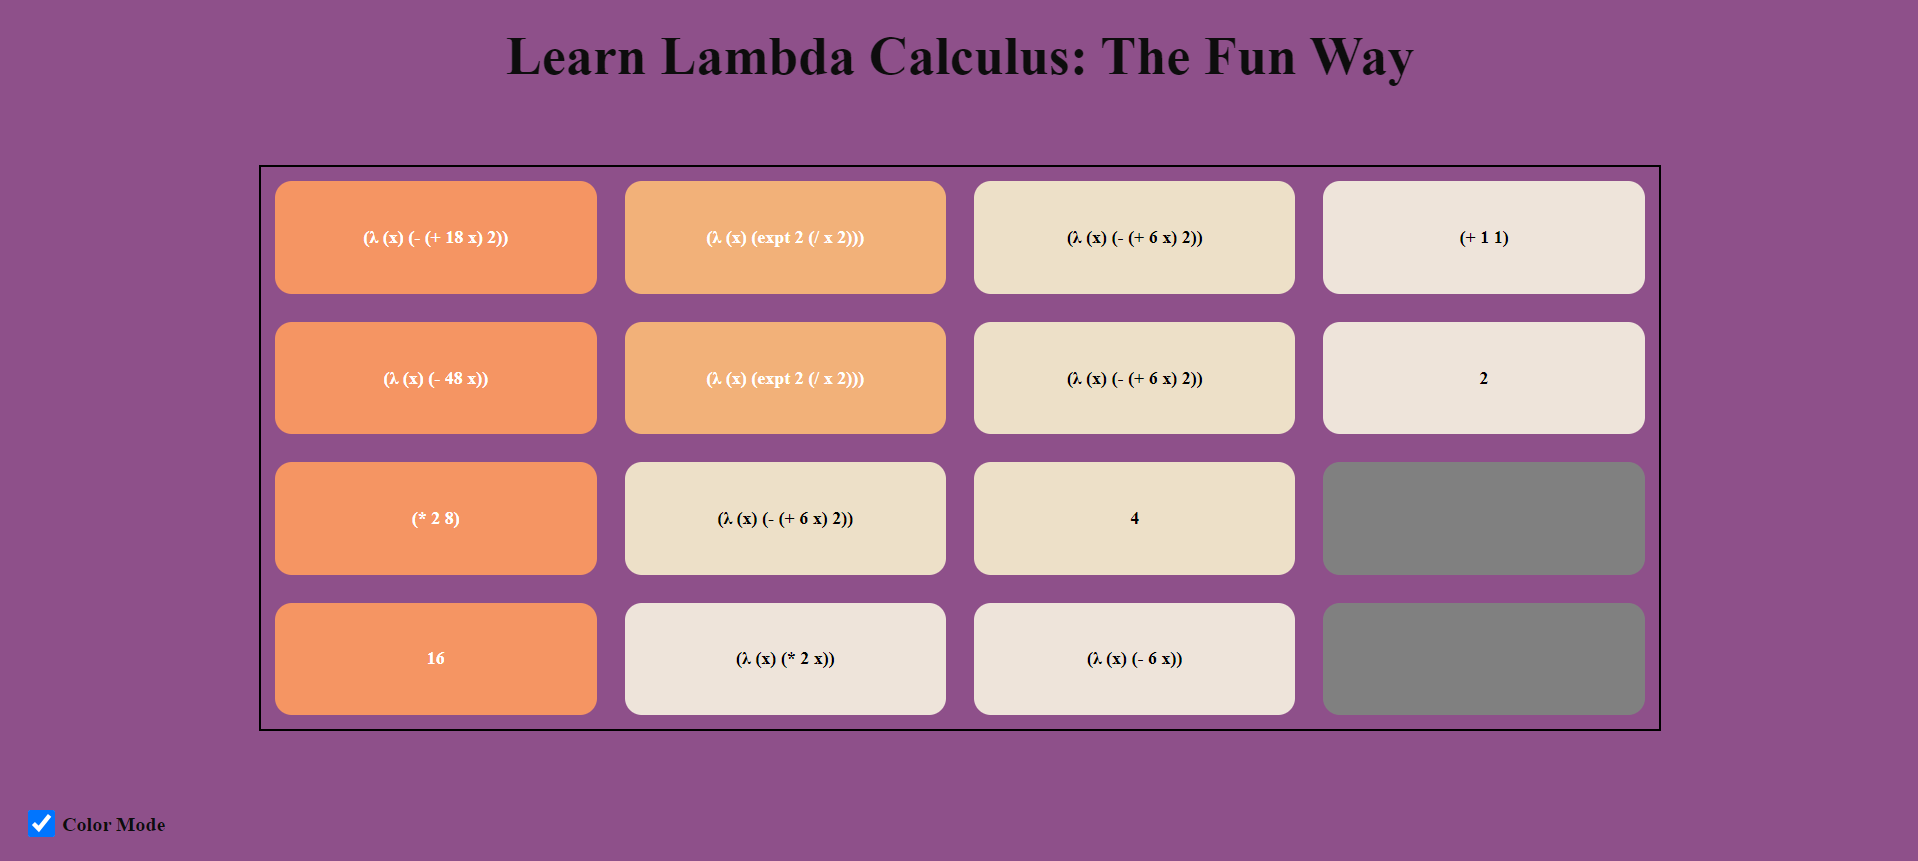 Learn Lambda Calculus: The Fun Way
(λ (x) (- (+ 18 x) 2))
(λ (x) (expt 2 (/ x 2)))
(λ (x) (- (+ 6 x) 2))
(+ 1 1)
(λ (x) (- 48 x))
(λ (x) (expt 2 (/ x 2)))
(λ (x) (- (+ 6 x) 2))
2
(* 2 8)
(λ (x) (- (+ 6 x) 2))
4
16
(λ (x) (* 2 x))
(λ (x) (- 6 x))
Color Mode